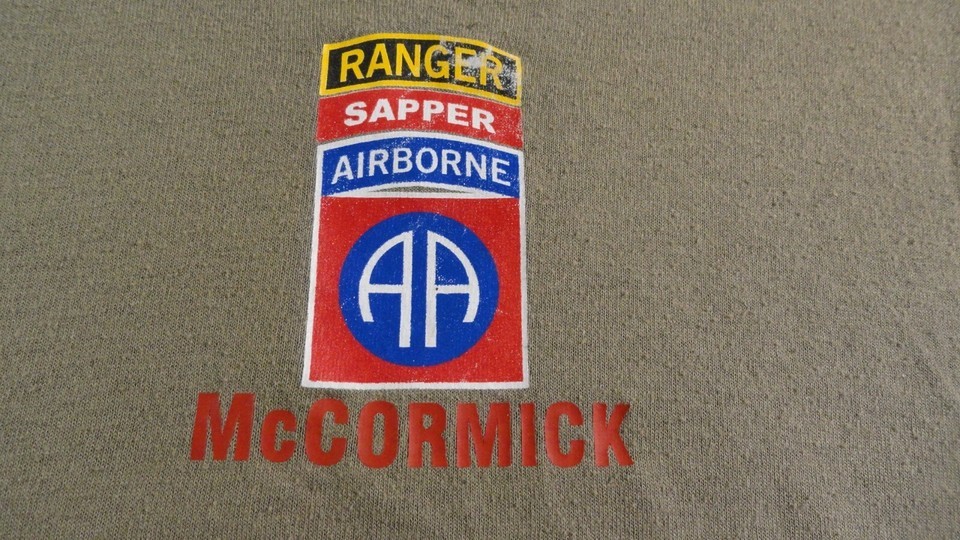 RANGER
SAPPER
AIRBORNE
AA
McCORMICK